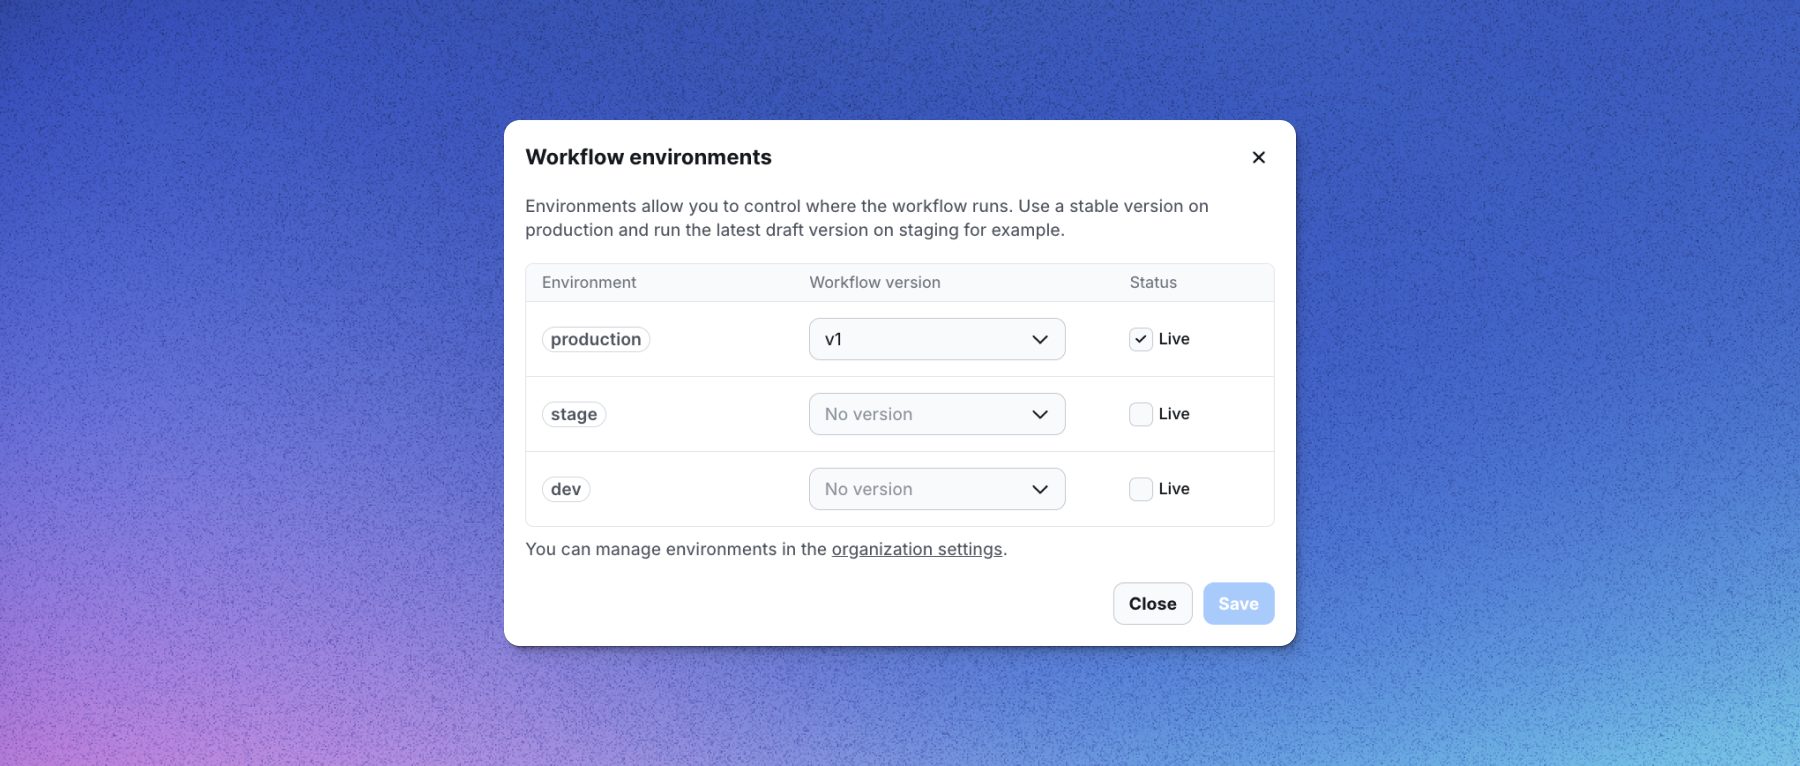 Workflow environments
Environments allow you to control where the workflow runs. Use a stable version on
production and run the latest draft version on staging for example.
Environment Workflow version Status
production v1 Live
stage No version Live
dev No version Live
You can manage environments in the organization settings.
Close Save